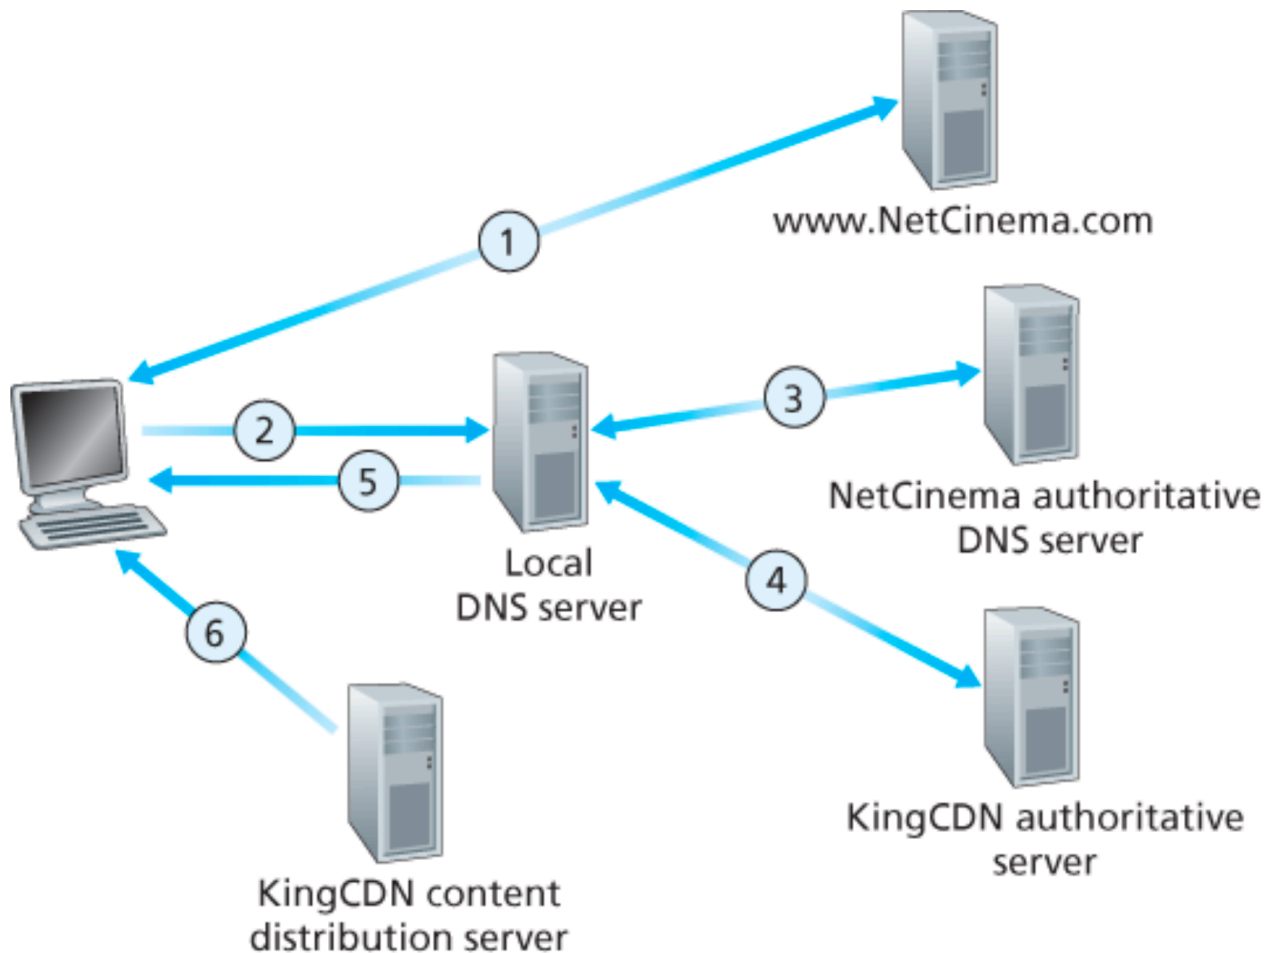 www.NetCinema.com
1
2
3
NetCinema authoritative
DNS server
5
Local
DNS server
4
6
KingCDN authoritative
server
KingCDN content
distribution server